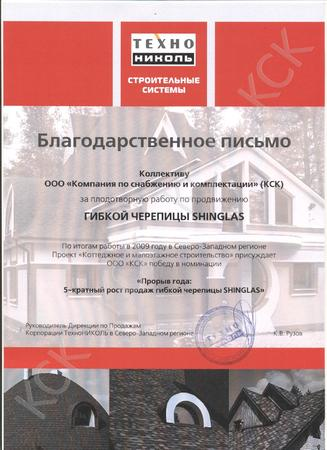 ТЕХНО
НИКОЛЬ
СТРОИТЕЛЬНЫЕ
СИСТЕМЫ
Благодарственное письмо
Коллективу
ООО «Компания по снабжению и комплектации» (КСК)
за плодотворную работу по продвижению
ГИБКОЙ ЧЕРЕПИЦЫ SHINGLAS
По итогам работы в 2009 году в Северо-Западном регионе
Проект «Коттеджное и малоэтажное строительство» присуждает
ООО «КСК» победу в номинации
«Прорыв года:
5-кратный рост продаж гибкой черепицы SHINGLAS»
Руководитель Дирекции по Продажам
Корпорации ТехноНИКОЛЬ в Северо-Западном регионе
К.В. Рузов
ТЕХНО
КСК
КСК
КСК